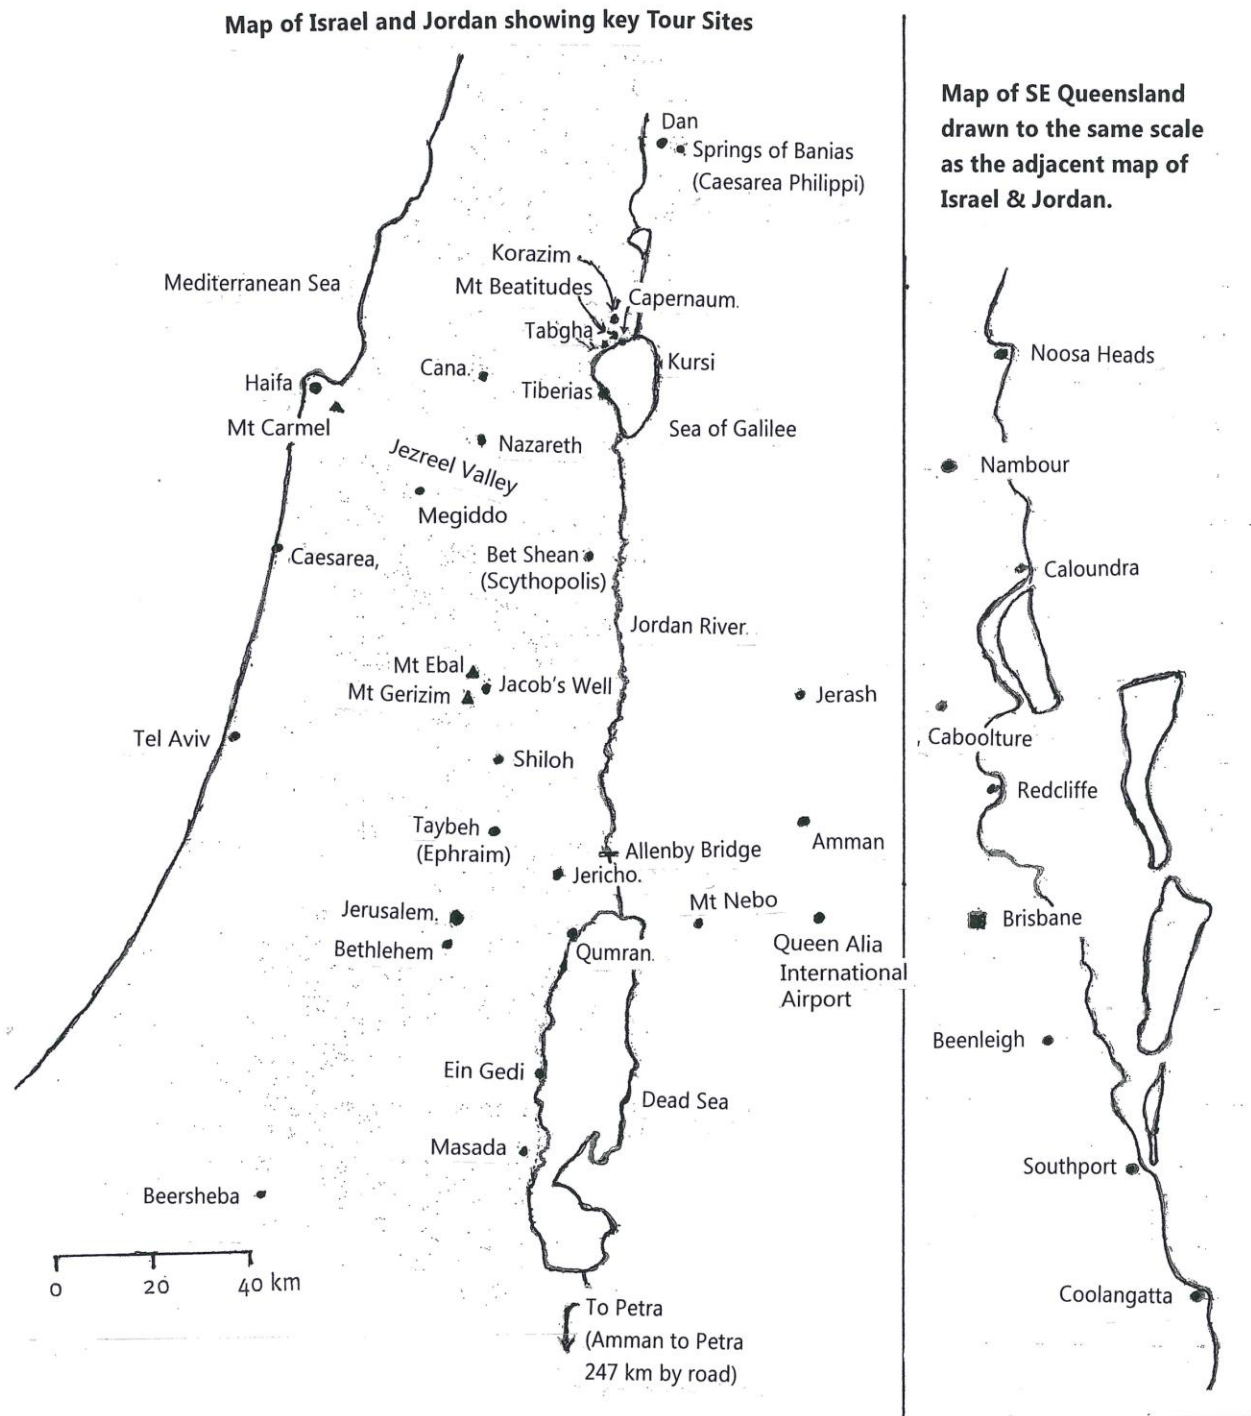 Map of Israel and Jordan showing key Tour Sites
Map of SE Queensland
drawn to the same scale
as the adjacent map of
Israel & Jordan.
Dan
Springs of Banias
(Caesarea Philippi)
Korazim
Mediterranean Sea
Mt Beatitudes
Capernaum.
Tabgha
Cana.
Kursi
Haifa
Tiberias
Mt Carmel
Sea of Galilee
Nazareth
Jezreel Valley
Megiddo
Caesarea,
Bet Shean
(Scythopolis)
Jordan River.
Mt Ebal
Mt Gerizim
Jacob's Well
Jerash
Tel Aviv
Shiloh
Taybeh
(Ephraim)
Amman
Allenby Bridge
Jericho.
Mt Nebo
Jerusalem.
Bethlehem
Qumran.
Queen Alia
International
Airport
Ein Gedi
Dead Sea
Masada
Beersheba
0 20 40 km
To Petra
(Amman to Petra
247 km by road)
Noosa Heads
Nambour
Caloundra
, Caboolture
Redcliffe
Brisbane
Beenleigh
Southport
Coolangatta